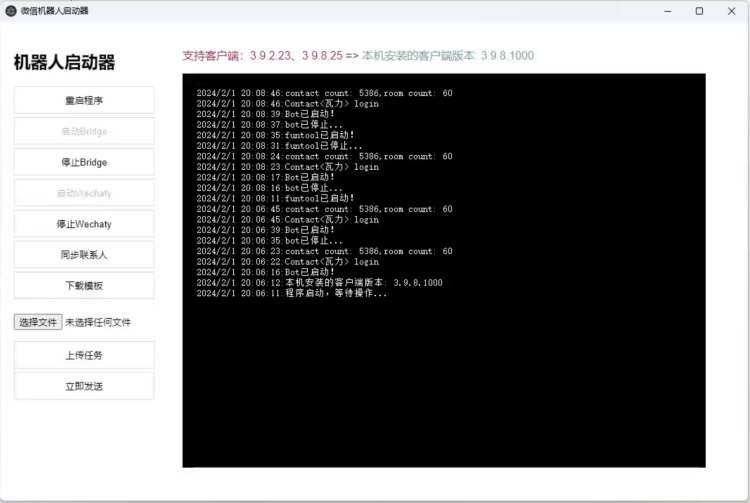 微信机器人启动器
机器人启动器
支持客户端：3.9.2.23、3.9.8.25 => 本机安装的客户端版本: 3.9.8.1000
重启程序
启动Bridge
停止Bridge
启动Wechaty
停止Wechaty
同步联系人
下载模板
选择文件 未选择任何文件
上传任务
立即发送
2024/2/1 20:08:46:contact count: 5386,room count: 60
2024/2/1 20:08:46:Contact<瓦力> login
2024/2/1 20:08:39:Bot已启动!
2024/2/1 20:08:37:bot已停止...
2024/2/1 20:08:35:funtool已启动!
2024/2/1 20:08:31:funtool已停止...
2024/2/1 20:08:24:contact count: 5386,room count: 60
2024/2/1 20:08:23:Contact<瓦力> login
2024/2/1 20:08:17:Bot已启动!
2024/2/1 20:08:16:bot已停止...
2024/2/1 20:08:11:funtool已启动!
2024/2/1 20:06:45:contact count: 5386,room count: 60
2024/2/1 20:06:45:Contact<瓦力> login
2024/2/1 20:06:39:Bot已启动!
2024/2/1 20:06:35:bot已停止...
2024/2/1 20:06:23:contact count: 5386,room count: 60
2024/2/1 20:06:22:Contact<瓦力> login
2024/2/1 20:06:16:Bot已启动!
2024/2/1 20:06:12:本机安装的客户端版本: 3.9.8.1000
2024/2/1 20:06:11:程序启动，等待操作...